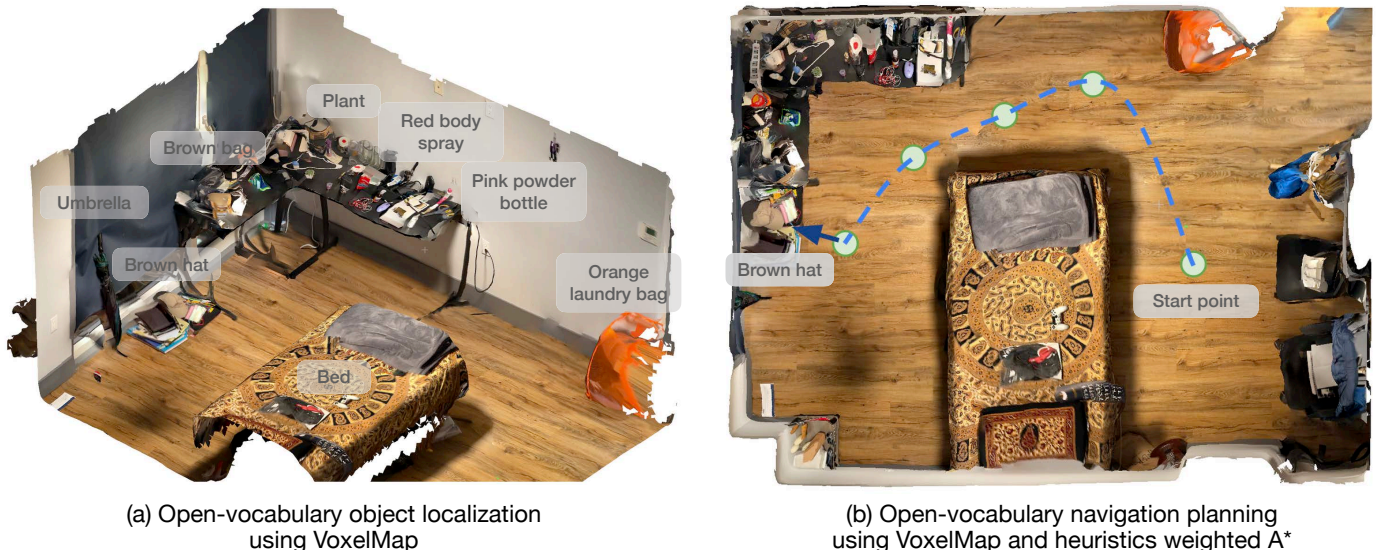 Plant
Red body
spray
Brown bag
Pink powder
bottle
Umbrella
Brown hat
Orange
laundry bag
Bed
(a) Open-vocabulary object localization
using VoxelMap
Brown hat
Start point
(b) Open-vocabulary navigation planning
using VoxelMap and heuristics weighted A*